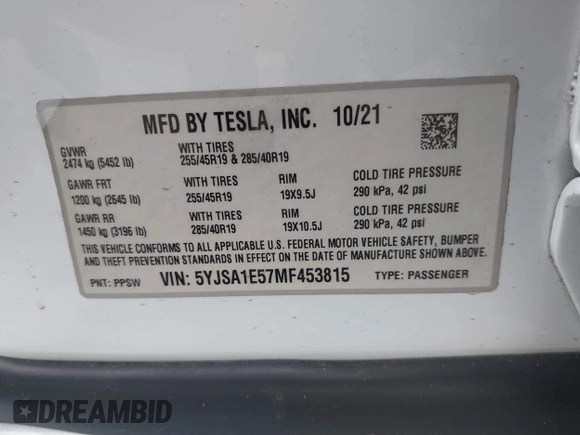 MFD BY TESLA, INC. 10/21
GVWR
2474 kg (5452 lb)
WITH TIRES
255/45R19 & 285/40R19
GAWR FRT
1200 kg (2645 lb)
WITH TIRES
255/45R19
RIM
19X9.5J
COLD TIRE PRESSURE
290 kPa, 42 psi
GAWR RR
1450 kg (3196 lb)
WITH TIRES
285/40R19
RIM
19X10.5J
COLD TIRE PRESSURE
290 kPa, 42 psi
THIS VEHICLE CONFORMS TO ALL APPLICABLE U.S. FEDERAL MOTOR VEHICLE SAFETY, BUMPER
AND THEFT PREVENTION STANDARDS IN EFFECT ON THE DATE OF MANUFACTURE SHOWN ABOVE.
PNT: PPSW VIN: 5YJSA1E57MF453815 TYPE: PASSENGER
DREAMBID